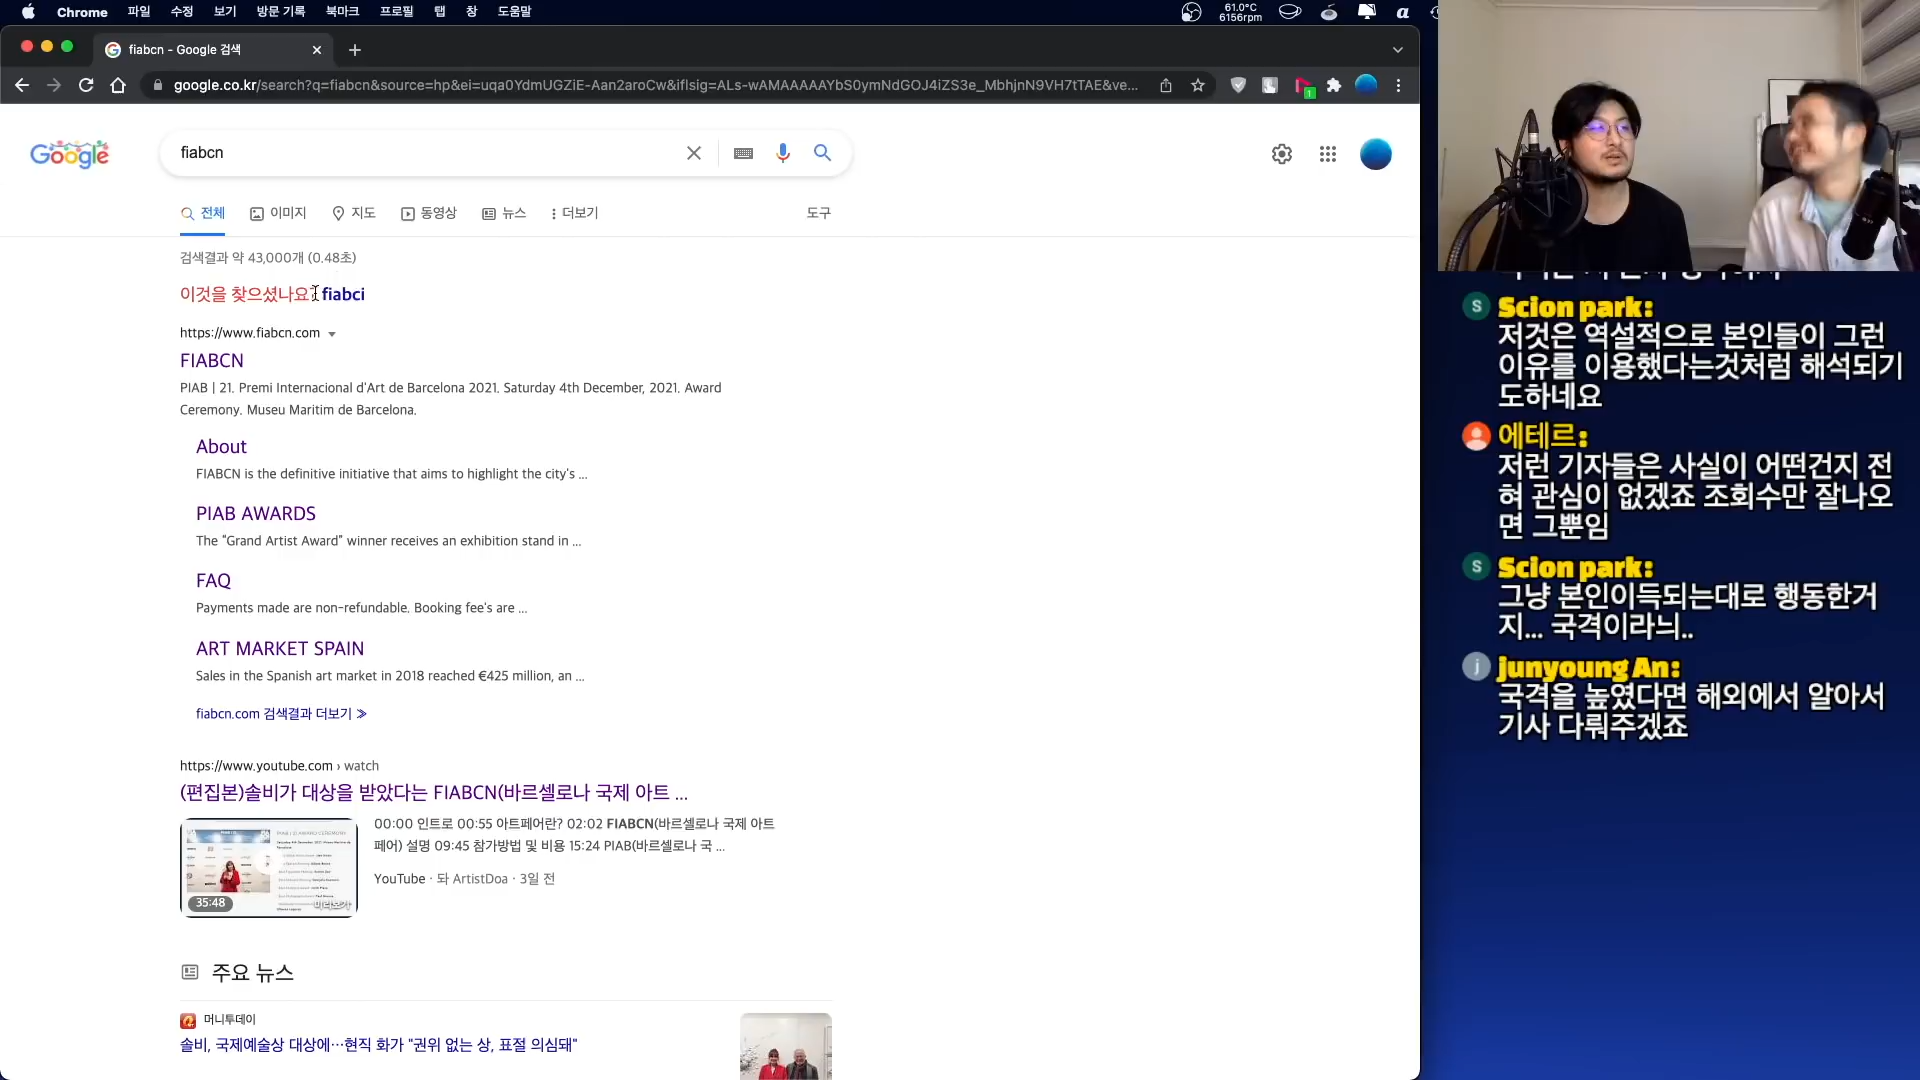 Chrome 파일 수정 보기 방문 기록 북마크 프로필 탭 창 도움말
61.0°C
6156rpm
fiabcn - Google 검색
google.co.kr/search?q=fiabcn&source=hp&ei=uqa0YdmUGZiE-Aan2aroCw&iflsig=ALs-wAMAAAAAYbS0ymNdGOJ4iZS3e_MbhjnN9VH7tTAE&ve...
1
Google
fiabcn
전체 이미지 지도 동영상 뉴스 더보기 도구
검색결과 약 43,000개 (0.48초)
이것을 찾으셨나요? fiabci
https://www.fiabcn.com
FIABCN
PIAB | 21. Premi Internacional d'Art de Barcelona 2021. Saturday 4th December, 2021. Award
Ceremony. Museu Maritim de Barcelona.
About
FIABCN is the definitive initiative that aims to highlight the city's ...
PIAB AWARDS
The “Grand Artist Award” winner receives an exhibition stand in ...
FAQ
Payments made are non-refundable. Booking fee's are ...
ART MARKET SPAIN
Sales in the Spanish art market in 2018 reached €425 million, an ...
fiabcn.com 검색결과 더보기 »
https://www.youtube.com › watch
(편집본)솔비가 대상을 받았다는 FIABCN(바르셀로나 국제 아트 ...
00:00 인트로 00:55 아트페어란? 02:02 FIABCN(바르셀로나 국제 아트
페어) 설명 09:45 참가방법 및 비용 15:24 PIAB(바르셀로나 국 ...
35:48
미리보기
YouTube · 돠 ArtistDoa · 3일 전
주요 뉴스
머니투데이
솔비, 국제예술상 대상에…현직 화가 "권위 없는 상, 표절 의심돼"
S Scion park:
저것은 역설적으로 본인들이 그런
이유를 이용했다는것처럼 해석되기
도하네요
에테르:
저런 기자들은 사실이 어떤건지 전
혀 관심이 없겠죠 조회수만 잘나오
면 그뿐임
S Scion park:
그냥 본인이득되는대로 행동한거
지... 국격이라늬..
j junyoung An:
국격을 높였다면 해외에서 알아서
기사 다뤄주겠죠